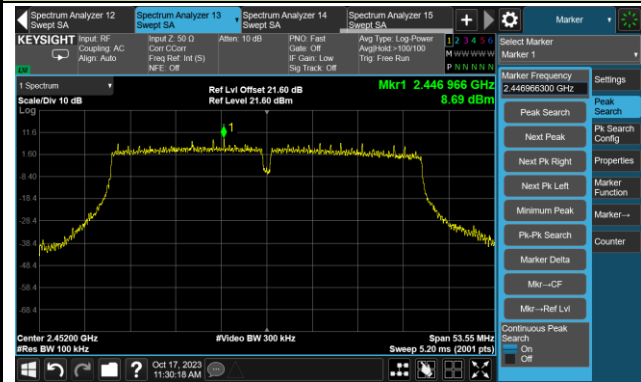 Spectrum Analyzer 12
Swept SA
Spectrum Analyzer 13
Swept SA
Spectrum Analyzer 14
Swept SA
Spectrum Analyzer 15
Swept SA
+
Marker
KEYSIGHT
Input: RF
Coupling: AC
Align: Auto
Input Z: 50 Ω
Corr CCorr
Freq Ref: Int (S)
NFE: Off
Atten: 10 dB
PNO: Fast
Gate: Off
IF Gain: Low
Sig Track: Off
Avg Type: Log-Power
Avg|Hold:>100/100
Trig: Free Run
1 2 3 4 5 6
M W W W W W W
P N N N N N
Select Marker
Marker 1
1 Spectrum
Scale/Div 10 dB
Ref Lvl Offset 21.60 dB
Ref Level 21.60 dBm
Mkr1 2.446 966 GHz
8.69 dBm
Log
11.6
1.60
-8.40
-18.4
-28.4
-38.4
-48.4
-58.4
-68.4
1
Center 2.45200 GHz
#Res BW 100 kHz
#Video BW 300 kHz
Span 53.55 MHz
Sweep 5.20 ms (2001 pts)
Marker Frequency
2.446966300 GHz
Peak Search
Next Peak
Next Pk Right
Next Pk Left
Minimum Peak
Pk-Pk Search
Marker Delta
Mkr→CF
Mkr→Ref Lvl
Continuous Peak
Search
On
Off
Settings
Peak
Search
Pk Search
Config
Properties
Marker
Function
Marker→
Counter
?
Oct 17, 2023
11:30:18 AM